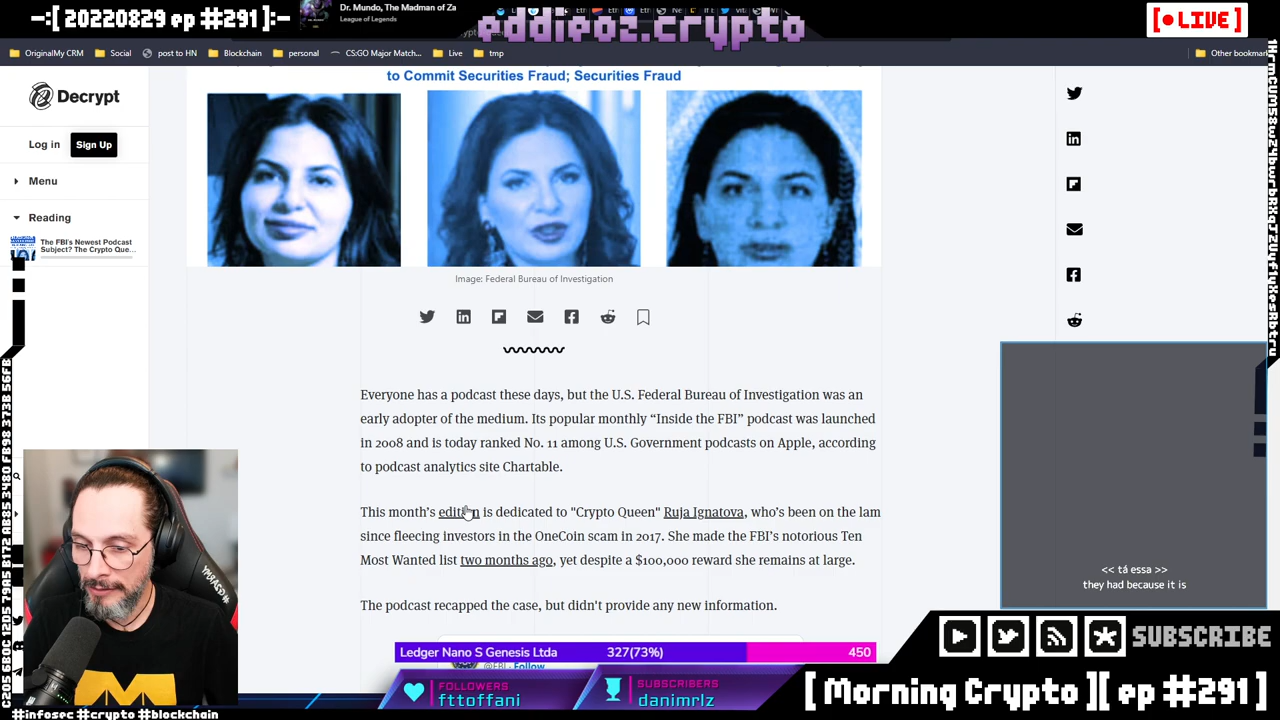 -:[ 20220829 ep #291 ]:-
Dr. Mundo, The Madman of Za
League of Legends
eddieoz.crypto
[● LIVE ]
OriginalMy CRM
Social
post to HN
Blockchain
personal
CS:GO Major Match...
Live
tmp
Other bookmar
Decrypt
Log in
Sign Up
Menu
Reading
The FBI's Newest Podcast
Subject? The Crypto Que...
to Commit Securities Fraud; Securities Fraud
Image: Federal Bureau of Investigation
Everyone has a podcast these days, but the U.S. Federal Bureau of Investigation was an
early adopter of the medium. Its popular monthly “Inside the FBI” podcast was launched
in 2008 and is today ranked No. 11 among U.S. Government podcasts on Apple, according
to podcast analytics site Chartable.
This month’s edition is dedicated to "Crypto Queen" Ruja Ignatova, who’s been on the lam
since fleecing investors in the OneCoin scam in 2017. She made the FBI’s notorious Ten
Most Wanted list two months ago, yet despite a $100,000 reward she remains at large.
The podcast recapped the case, but didn't provide any new information.
@FBI · Follow
<< tá essa >>
they had because it is
Ledger Nano S Genesis Ltda
327(73%)
450
FOLLOWERS
fttoffani
SUBSCRIBERS
danimrlz
SUBSCRIBE
[ Morning Crypto ][ ep #291 ]
#infosec #crypto #blockchain